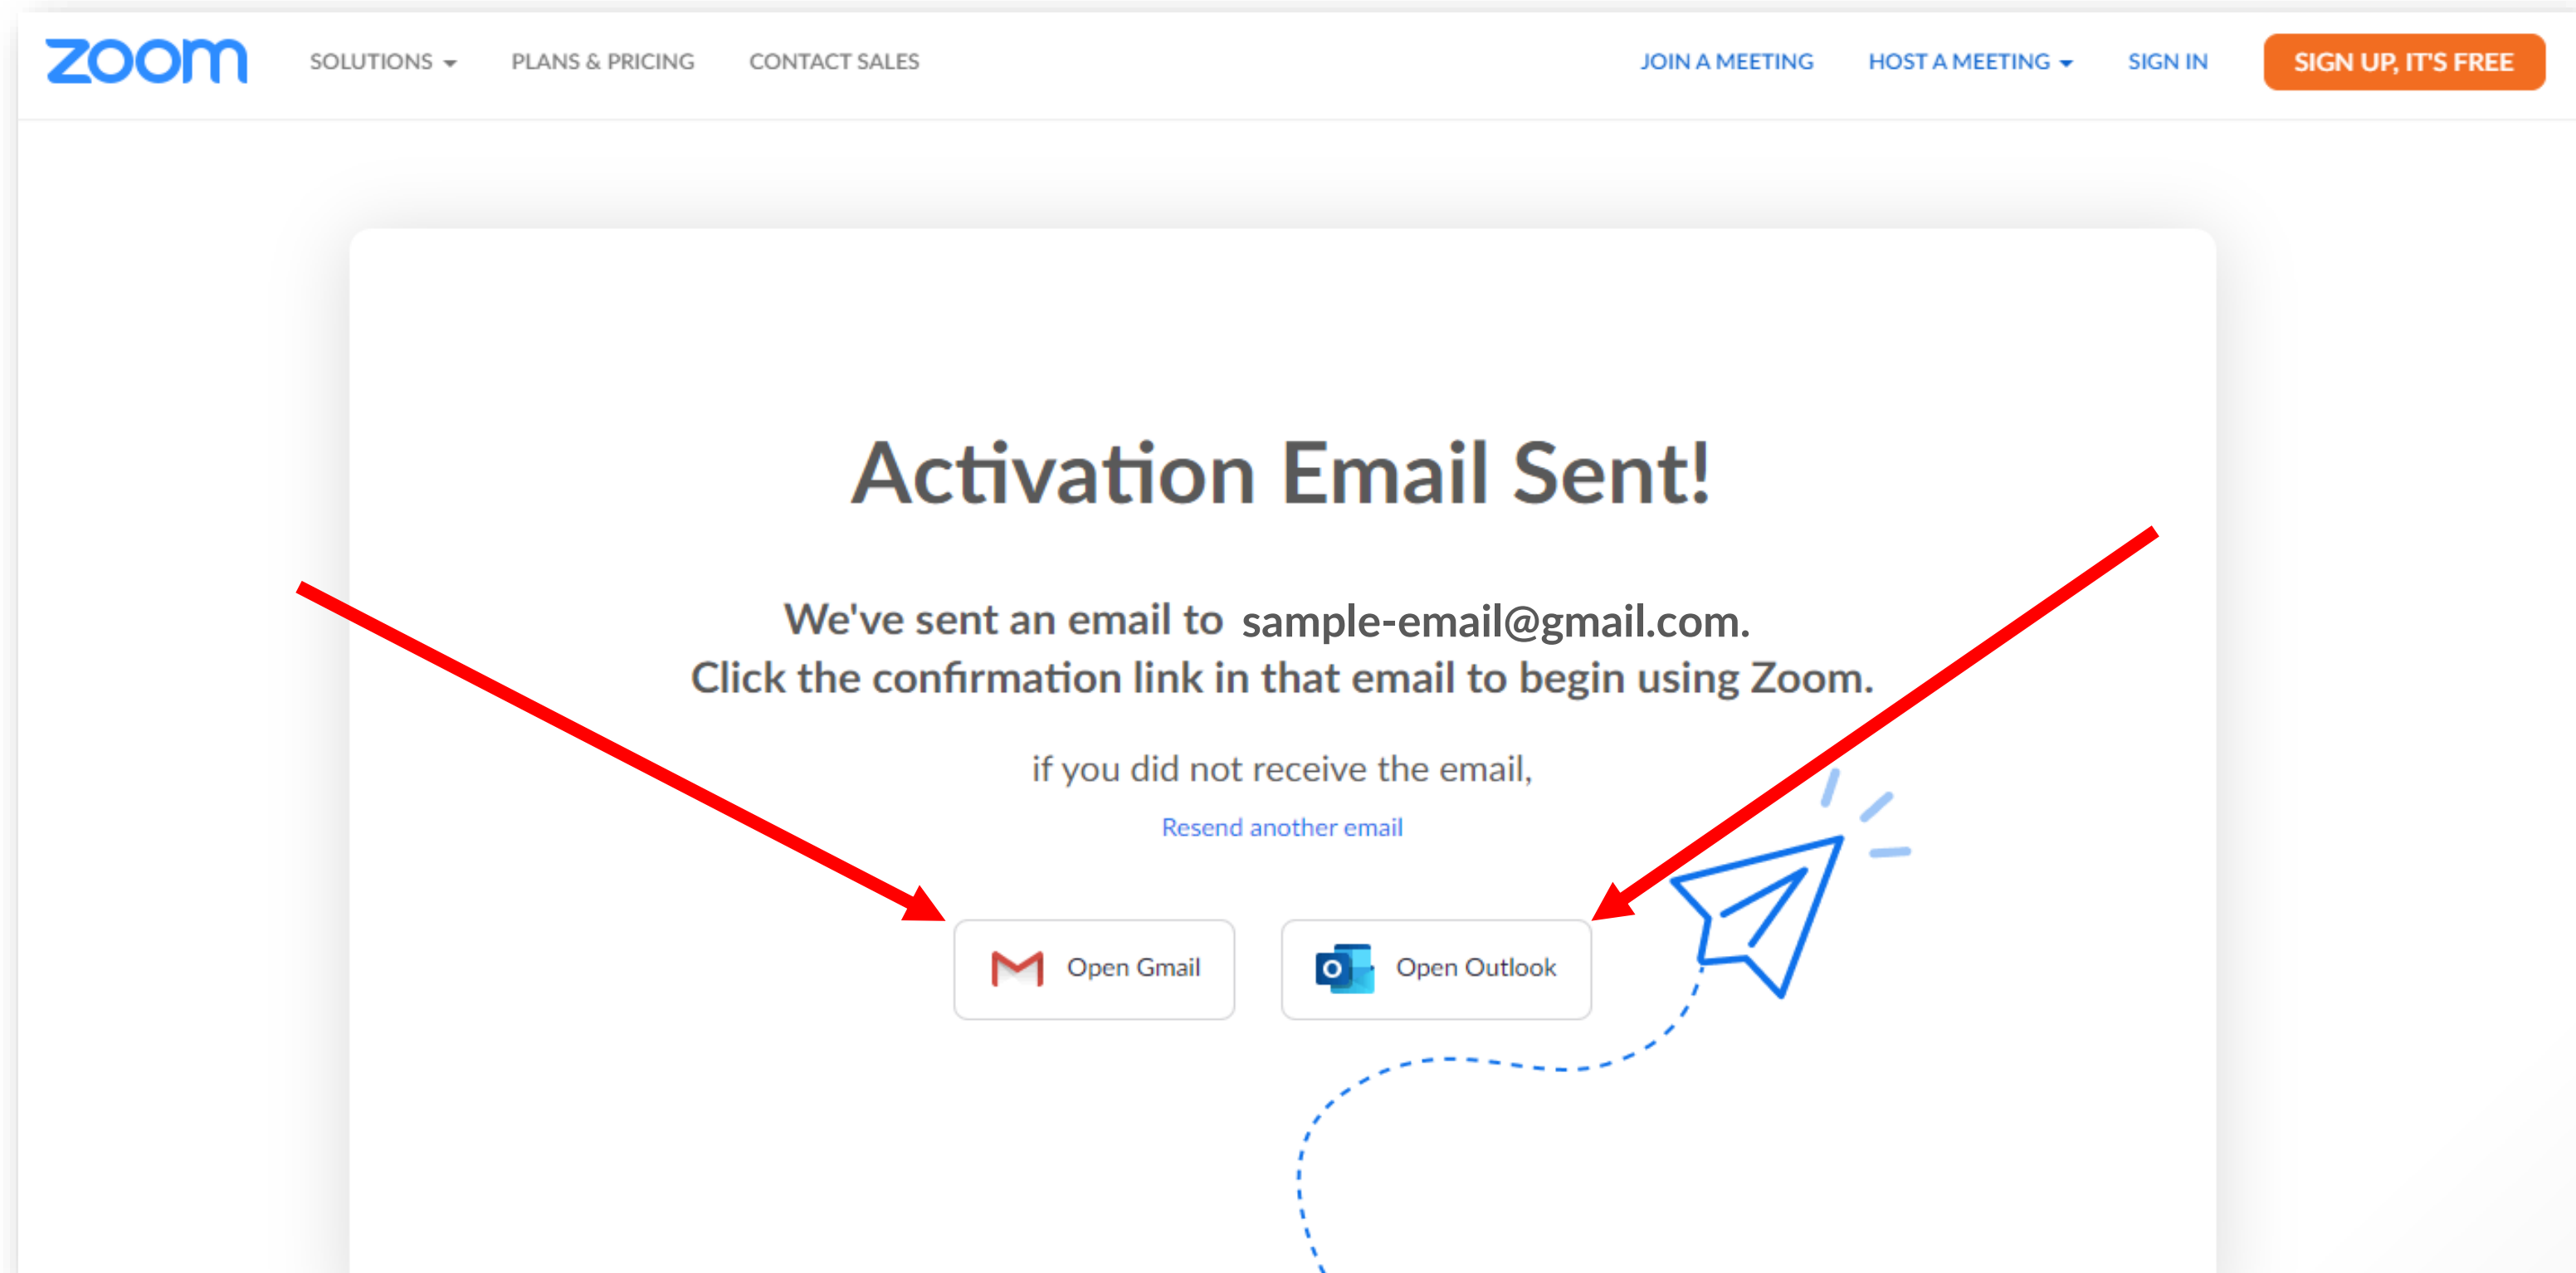 zoom
SOLUTIONS
PLANS & PRICING
CONTACT SALES
JOIN A MEETING
HOST A MEETING
SIGN IN
SIGN UP, IT'S FREE
Activation Email Sent!
We've sent an email to sample-email@gmail.com.
Click the confirmation link in that email to begin using Zoom.
if you did not receive the email,
Resend another email
Open Gmail
Open Outlook